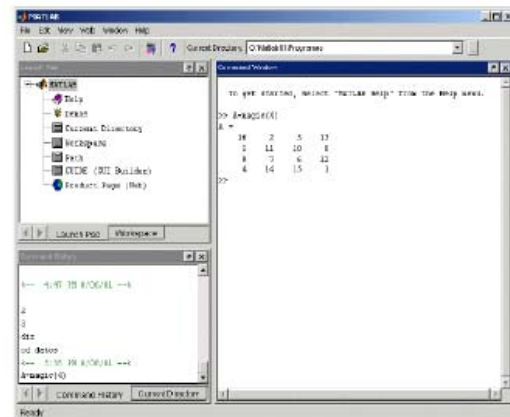 MATLAB
File Edit View Web Window Help
Current Directory: 
Launch Pad
MATLAB
Help
Demos
Current Directory
Workspace
Path
GUIDE (GUI Builder)
Product Page (Web)
Launch Pad Workspace
Command History
dir
cd demos
A=magic(4)
Command History Current Directory
Command Window
To get started, select "MATLAB Help" from the Help menu.
>> A=magic(4)
A =
16 2 3 13
5 11 10 8
9 7 6 12
4 14 15 1
>>
Ready